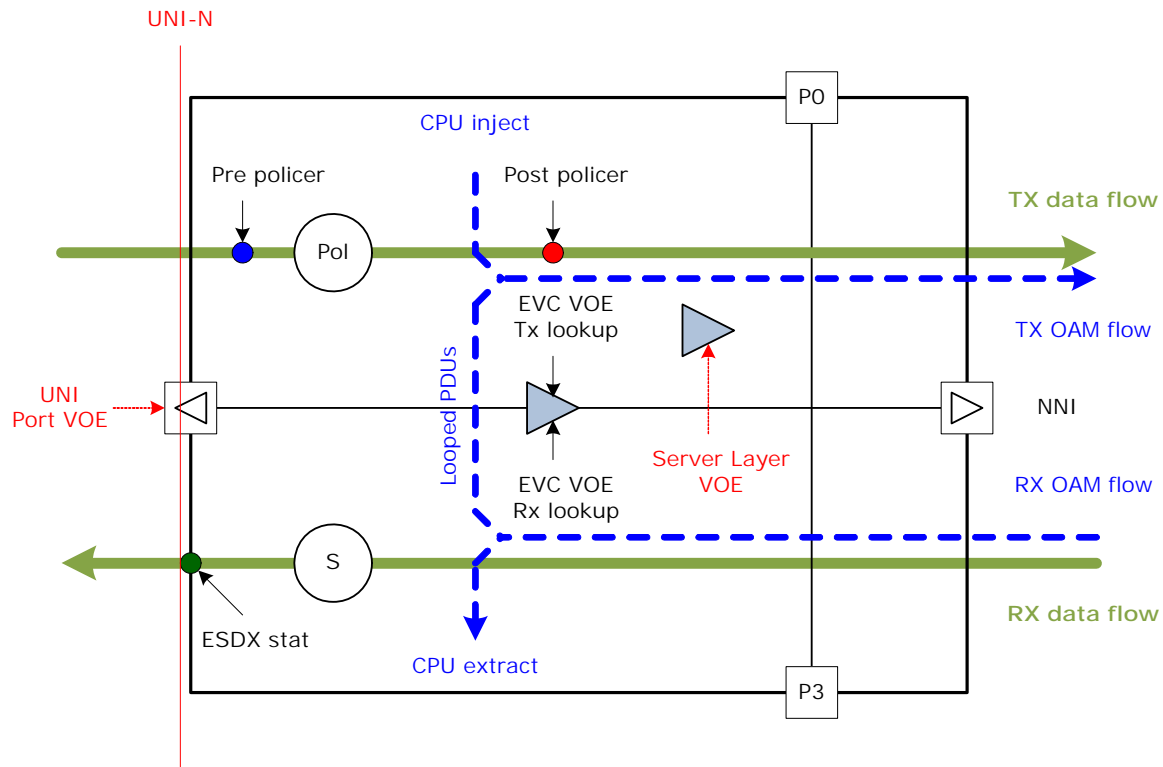 UNI-N
P0
CPU inject
Pre policer
Post policer
TX data flow
Pol
EVC VOE
Tx lookup
TX OAM flow
Looped PDUs
UNI
Port VOE
NNI
Server Layer
VOE
EVC VOE
Rx lookup
RX OAM flow
S
RX data flow
ESDX stat
CPU extract
P3